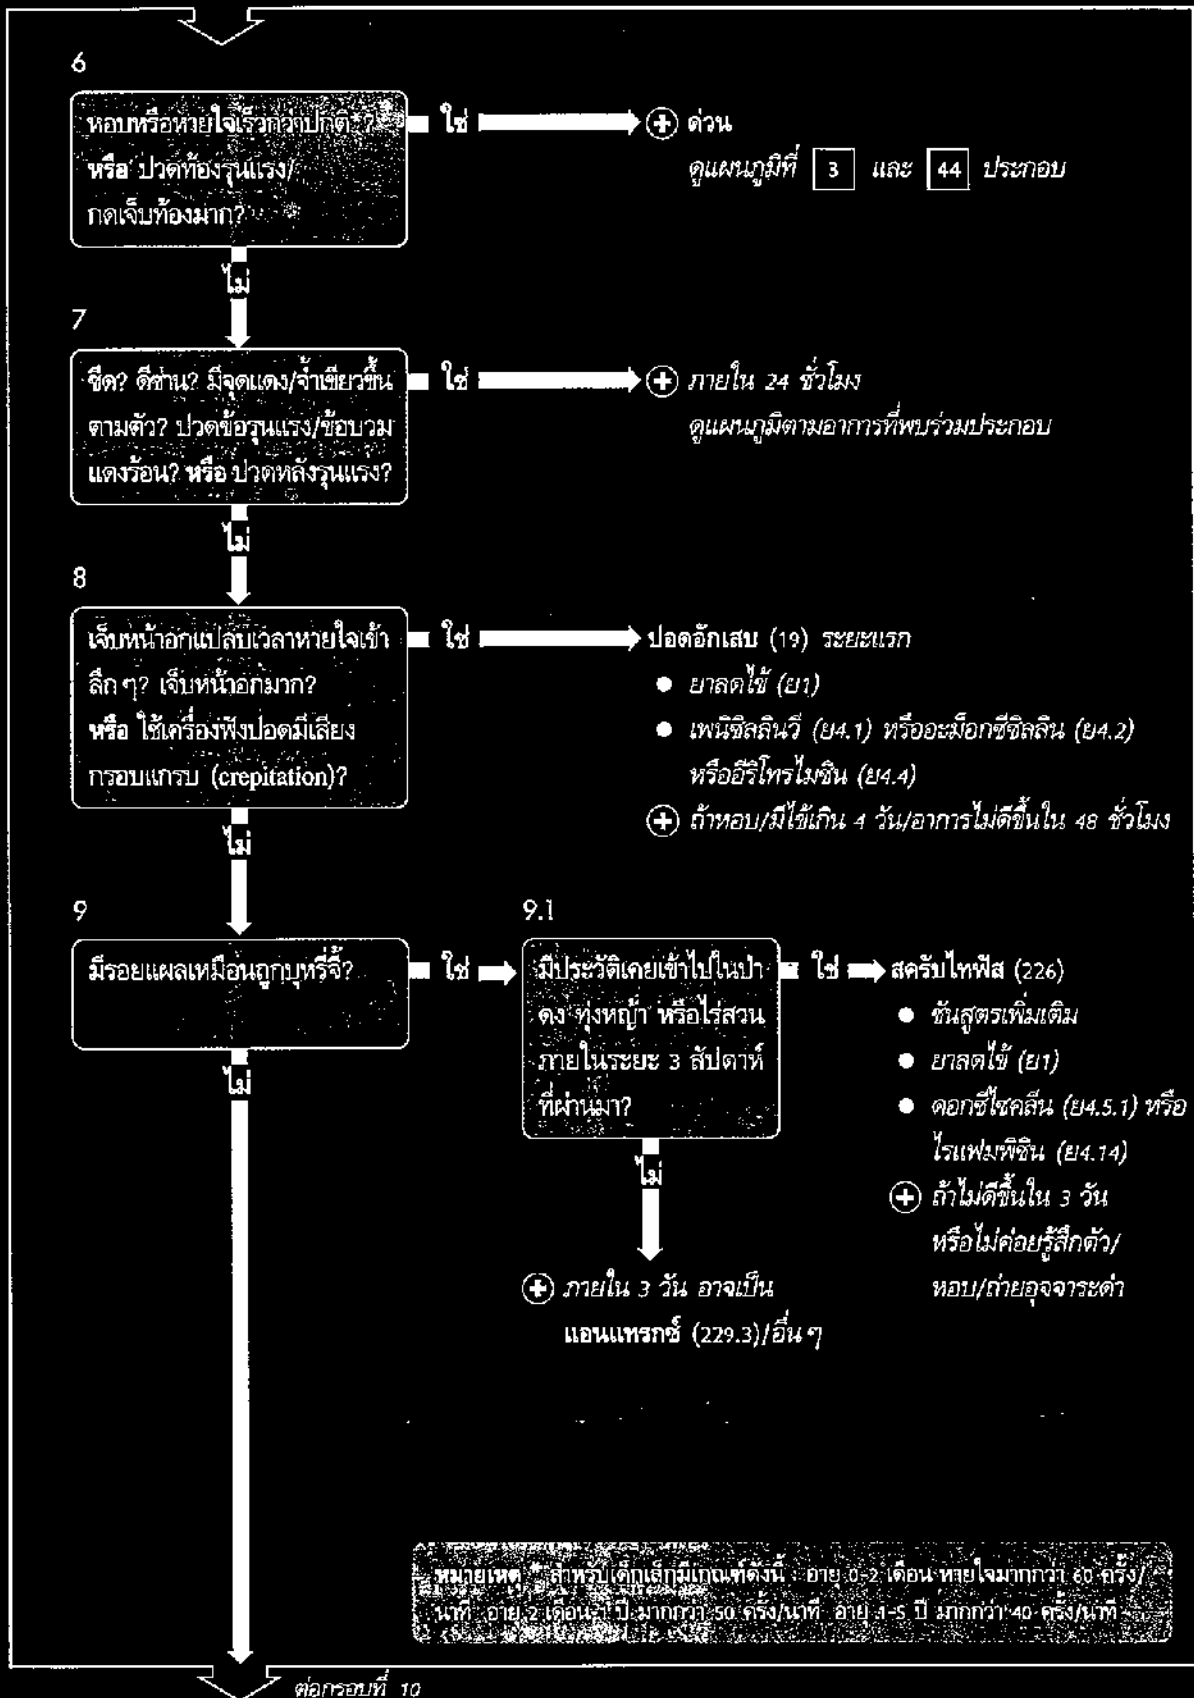 6
หอบหรือหายใจเร็วกว่าปกติ*?
หรือ ปวดท้องรุนแรง/
กดเจ็บท้องมาก?
ใช่
ด่วน
ดูแผนภูมิที่ 3 และ 44 ประกอบ
ไม่
7
ซีด? ดีซ่าน? มีจุดแดง/จ้ำเขียวขึ้น
ตามตัว? ปวดข้อรุนแรง/ข้อบวม
แดงร้อน? หรือ ปวดหลังรุนแรง?
ใช่
ภายใน 24 ชั่วโมง
ดูแผนภูมิตามอาการที่พบร่วมประกอบ
ไม่
8
เจ็บหน้าอกแปลบเวลาหายใจเข้า
ลึก ๆ? เจ็บหน้าอกมาก?
หรือ ใช้เครื่องฟังปอดมีเสียง
กรอบแกรบ (crepitation)?
ใช่
ปอดอักเสบ (19) ระยะแรก
● ยาลดไข้ (ย1)
● เพนิซิลลินวี (ย4.1) หรืออะม็อกซีซิลลิน (ย4.2)
หรืออีริโทรไมซิน (ย4.4)
ถ้าหอบ/มีไข้เกิน 4 วัน/อาการไม่ดีขึ้นใน 48 ชั่วโมง
ไม่
9
มีรอยแผลเหมือนถูกบุหรี่จี้?
ใช่
9.1
มีประวัติเคยเข้าไปในป่า
ดง ทุ่งหญ้า หรือไร่สวน
ภายในระยะ 3 สัปดาห์
ที่ผ่านมา?
ใช่
สครับไทฟัส (226)
● ชันสูตรเพิ่มเติม
● ยาลดไข้ (ย1)
● ดอกซีไซคลีน (ย4.5.1) หรือ
ไรแฟมพิซิน (ย4.14)
ถ้าไม่ดีขึ้นใน 3 วัน
หรือไม่ค่อยรู้สึกตัว/
หอบ/ถ่ายอุจจาระดำ
ไม่
ภายใน 3 วัน อาจเป็น
แอนแทรกซ์ (229.3)/อื่น ๆ
ไม่
หมายเหตุ *สำหรับเด็กเล็กมีเกณฑ์ดังนี้ : อายุ 0-2 เดือน หายใจมากกว่า 60 ครั้ง/
นาที อายุ 2 เดือน-1 ปี มากกว่า 50 ครั้ง/นาที อายุ 1-5 ปี มากกว่า 40 ครั้ง/นาที
ต่อกรอบที่ 10